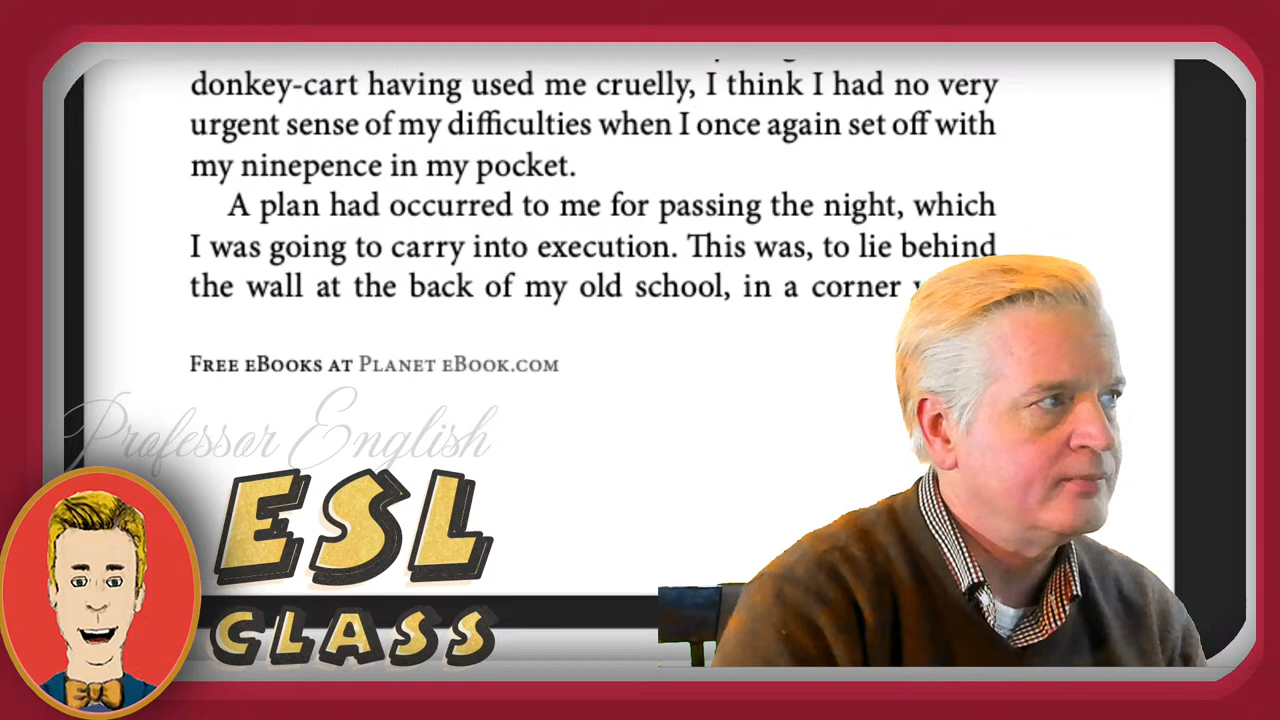 donkey-cart having used me cruelly, I think I had no very
urgent sense of my difficulties when I once again set off with
my ninepence in my pocket.
A plan had occurred to me for passing the night, which
I was going to carry into execution. This was, to lie behind
the wall at the back of my old school, in a corner
Free eBooks at Planet eBook.com
Professor English
ESL
CLASS